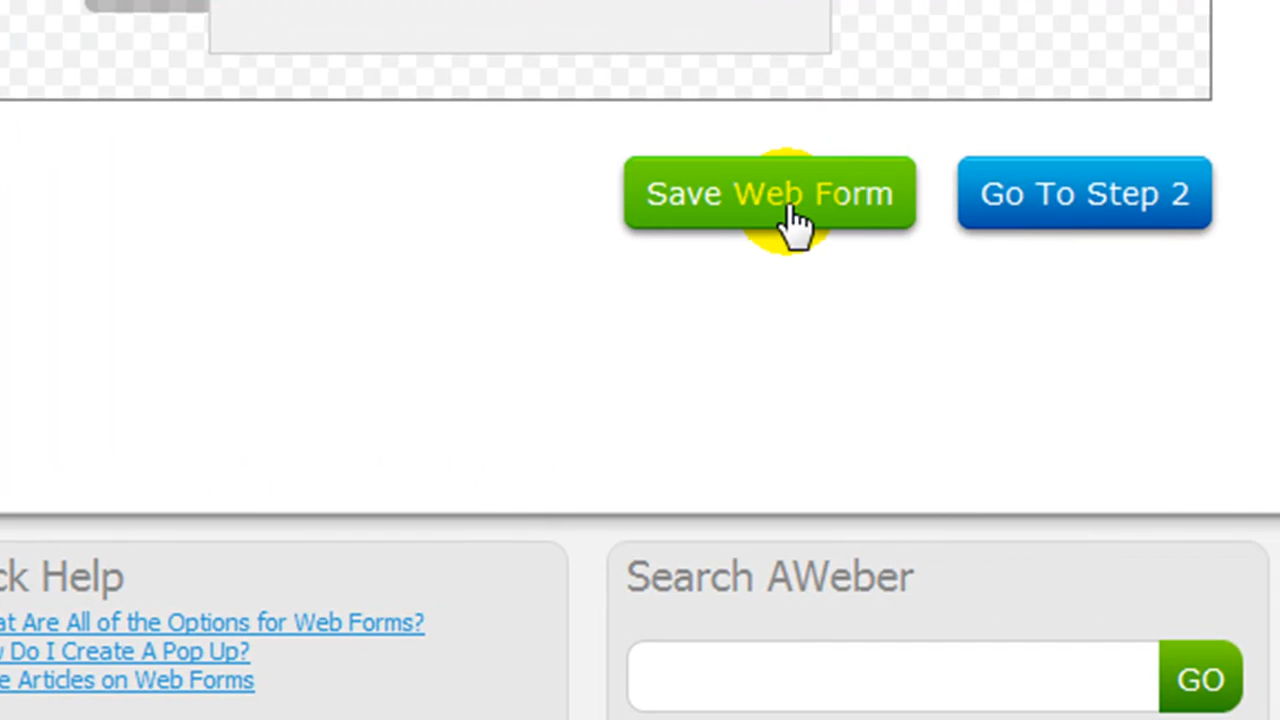 Save Web Form
Go To Step 2
ck Help
at Are All of the Options for Web Forms?
Do I Create A Pop Up?
e Articles on Web Forms
Search AWeber
GO